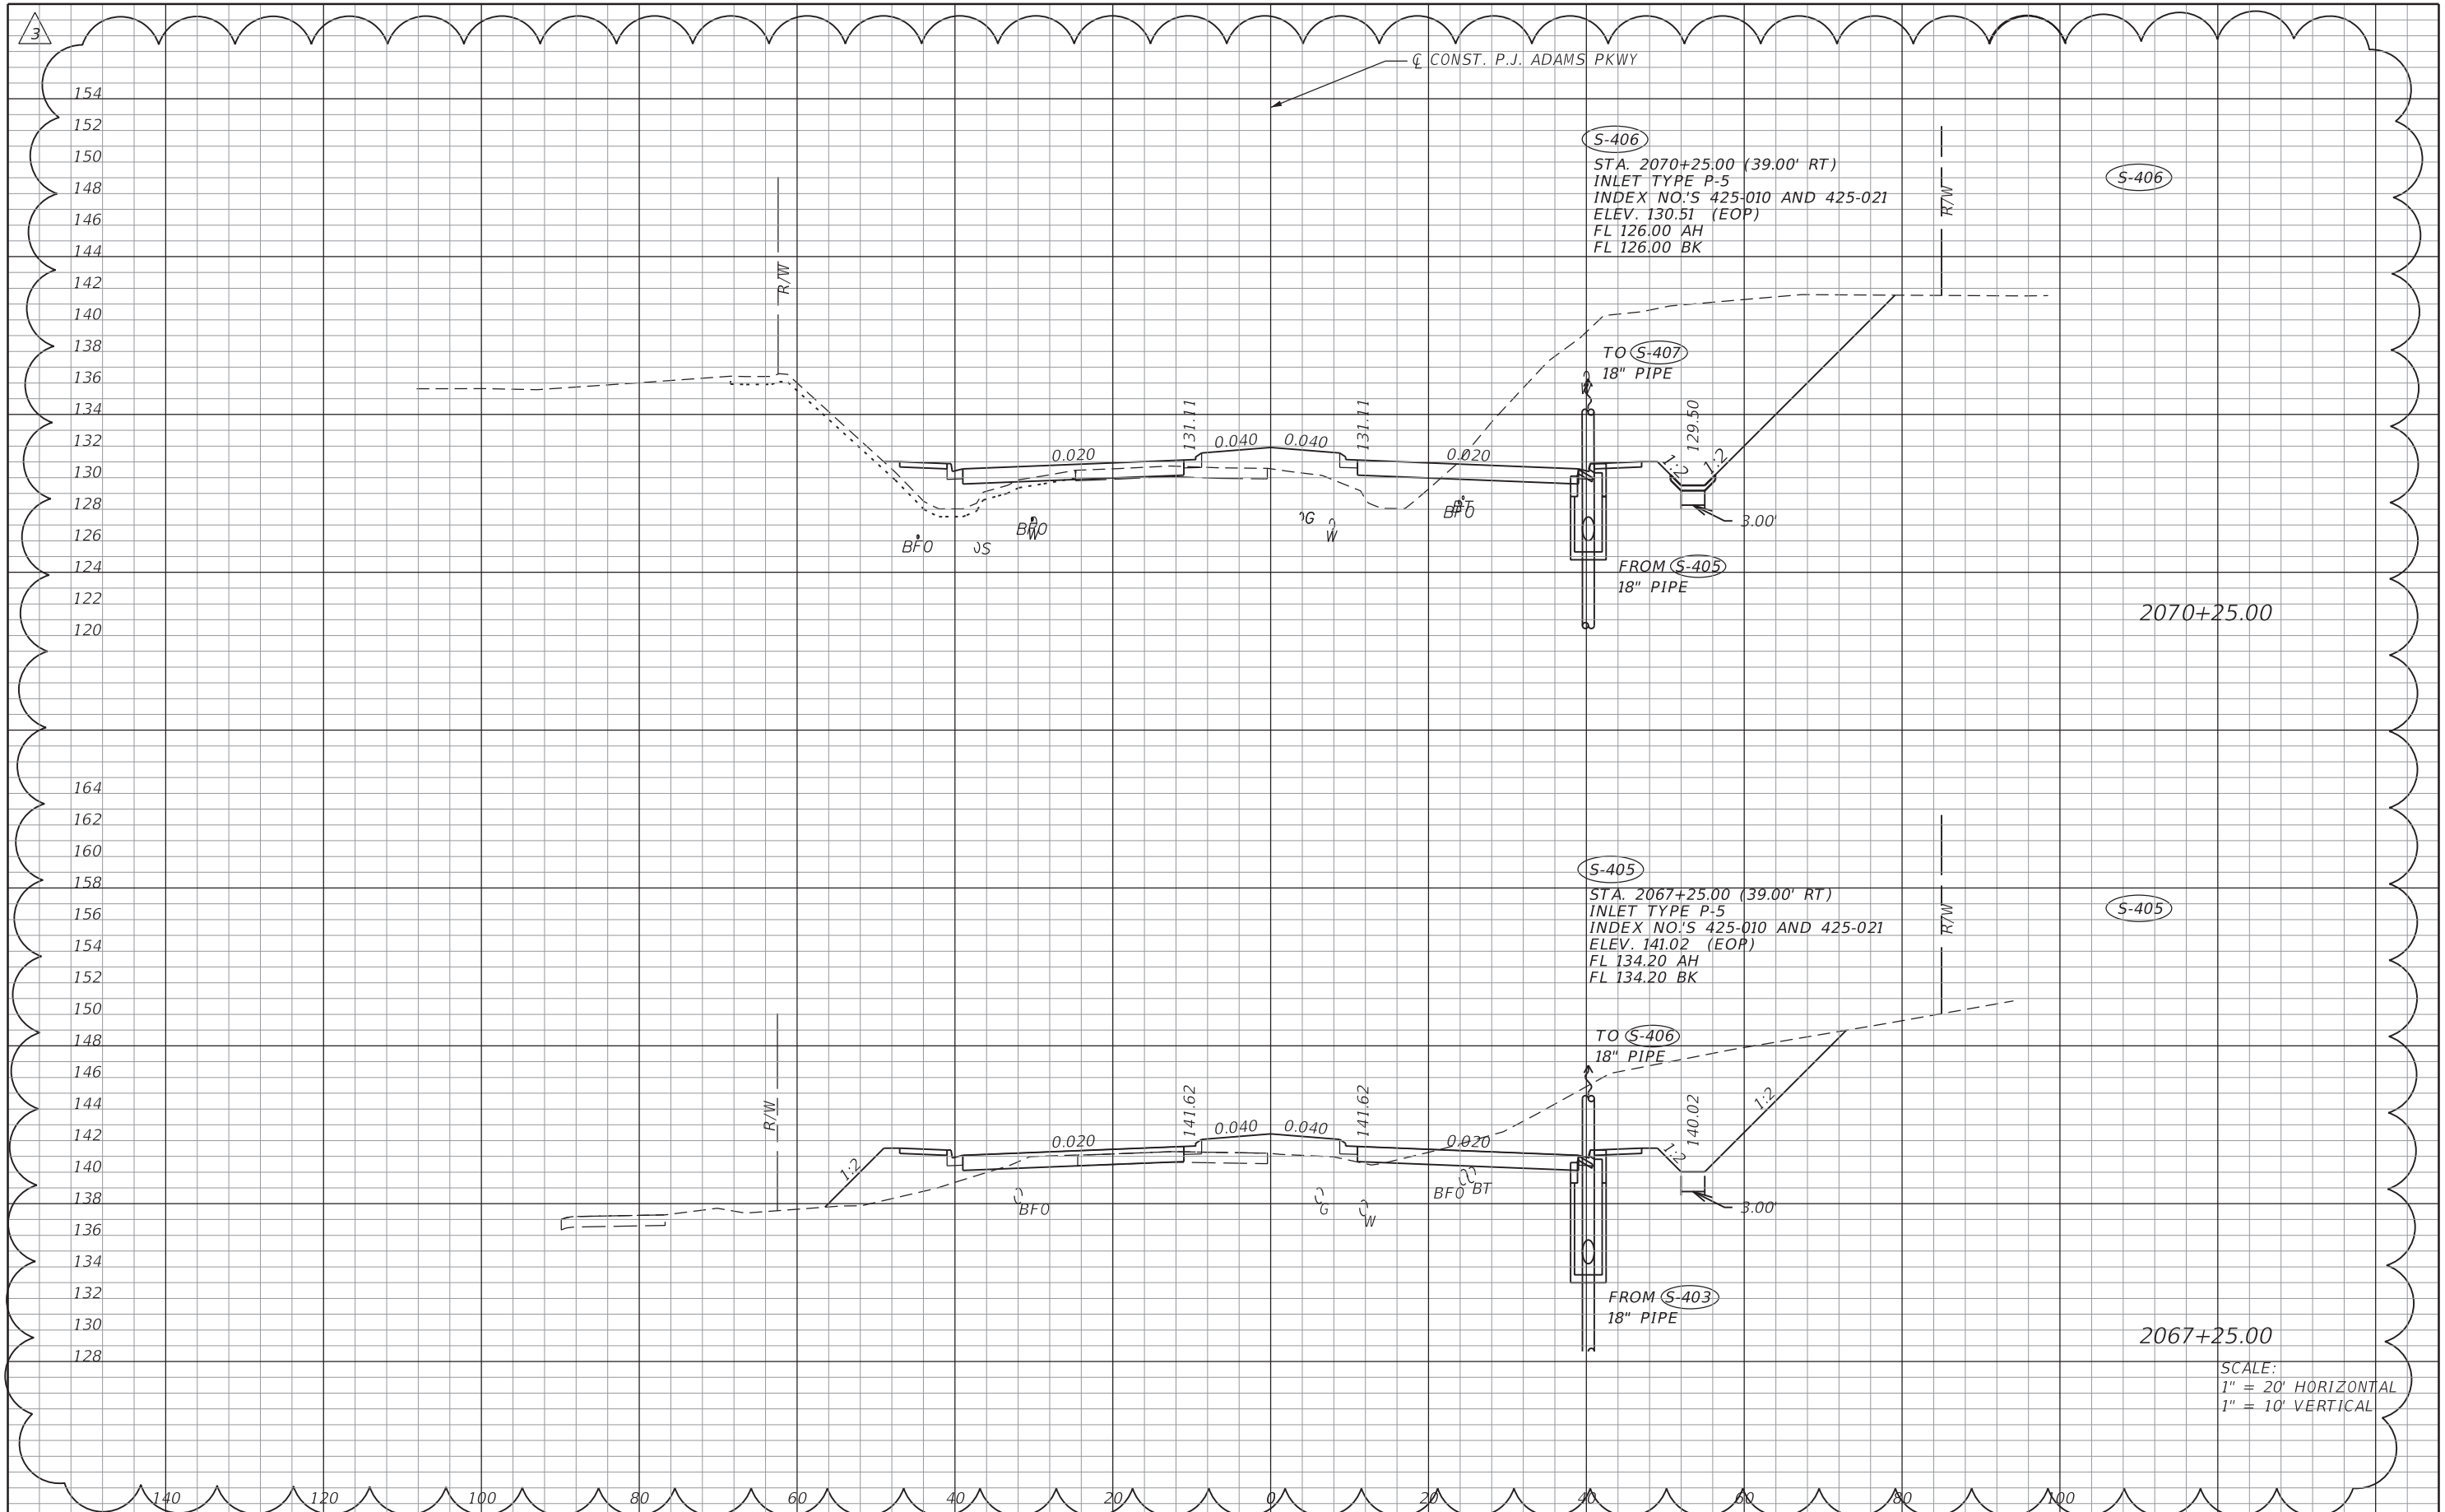 3
℄ CONST. P.J. ADAMS PKWY
154
152
150
148
146
144
142
140
138
136
134
132
130
128
126
124
122
120
S-406
STA. 2070+25.00 (39.00' RT)
INLET TYPE P-5
INDEX NO.'S 425-010 AND 425-021
ELEV. 130.51 (EOP)
FL 126.00 AH
FL 126.00 BK
R/W
S-406
R/W
TO S-407
18" PIPE
131.11
0.040
0.040
131.11
129.50
0.020
0.020
1:2
1:2
BFO
S
W
G
W
BFO
3.00'
FROM S-405
18" PIPE
2070+25.00
164
162
160
158
156
154
152
150
148
146
144
142
140
138
136
134
132
130
128
S-405
STA. 2067+25.00 (39.00' RT)
INLET TYPE P-5
INDEX NO.'S 425-010 AND 425-021
ELEV. 141.02 (EOP)
FL 134.20 AH
FL 134.20 BK
R/W
S-405
TO S-406
18" PIPE
R/W
141.62
0.040
0.040
141.62
140.02
0.020
0.020
1:2
1:2
1:2
BFO
G
W
BFO
BT
3.00'
FROM S-403
18" PIPE
2067+25.00
SCALE:
1" = 20' HORIZONTAL
1" = 10' VERTICAL
140 120 100 80 60 40 20 0 20 40 60 80 100